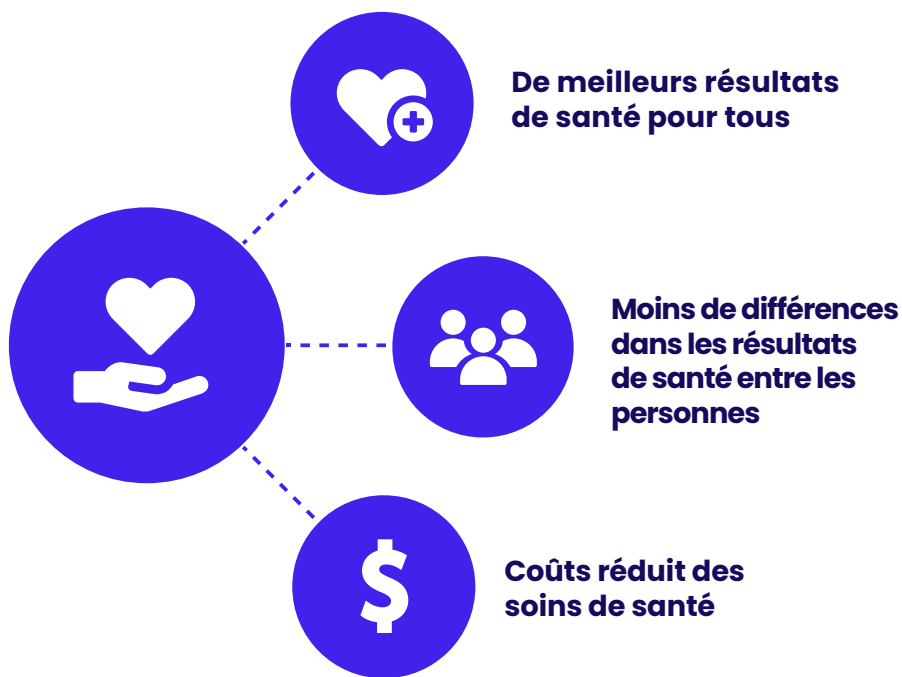 De meilleurs résultats
de santé pour tous
Moins de différences
dans les résultats
de santé entre les
personnes
$
Coûts réduit des
soins de santé